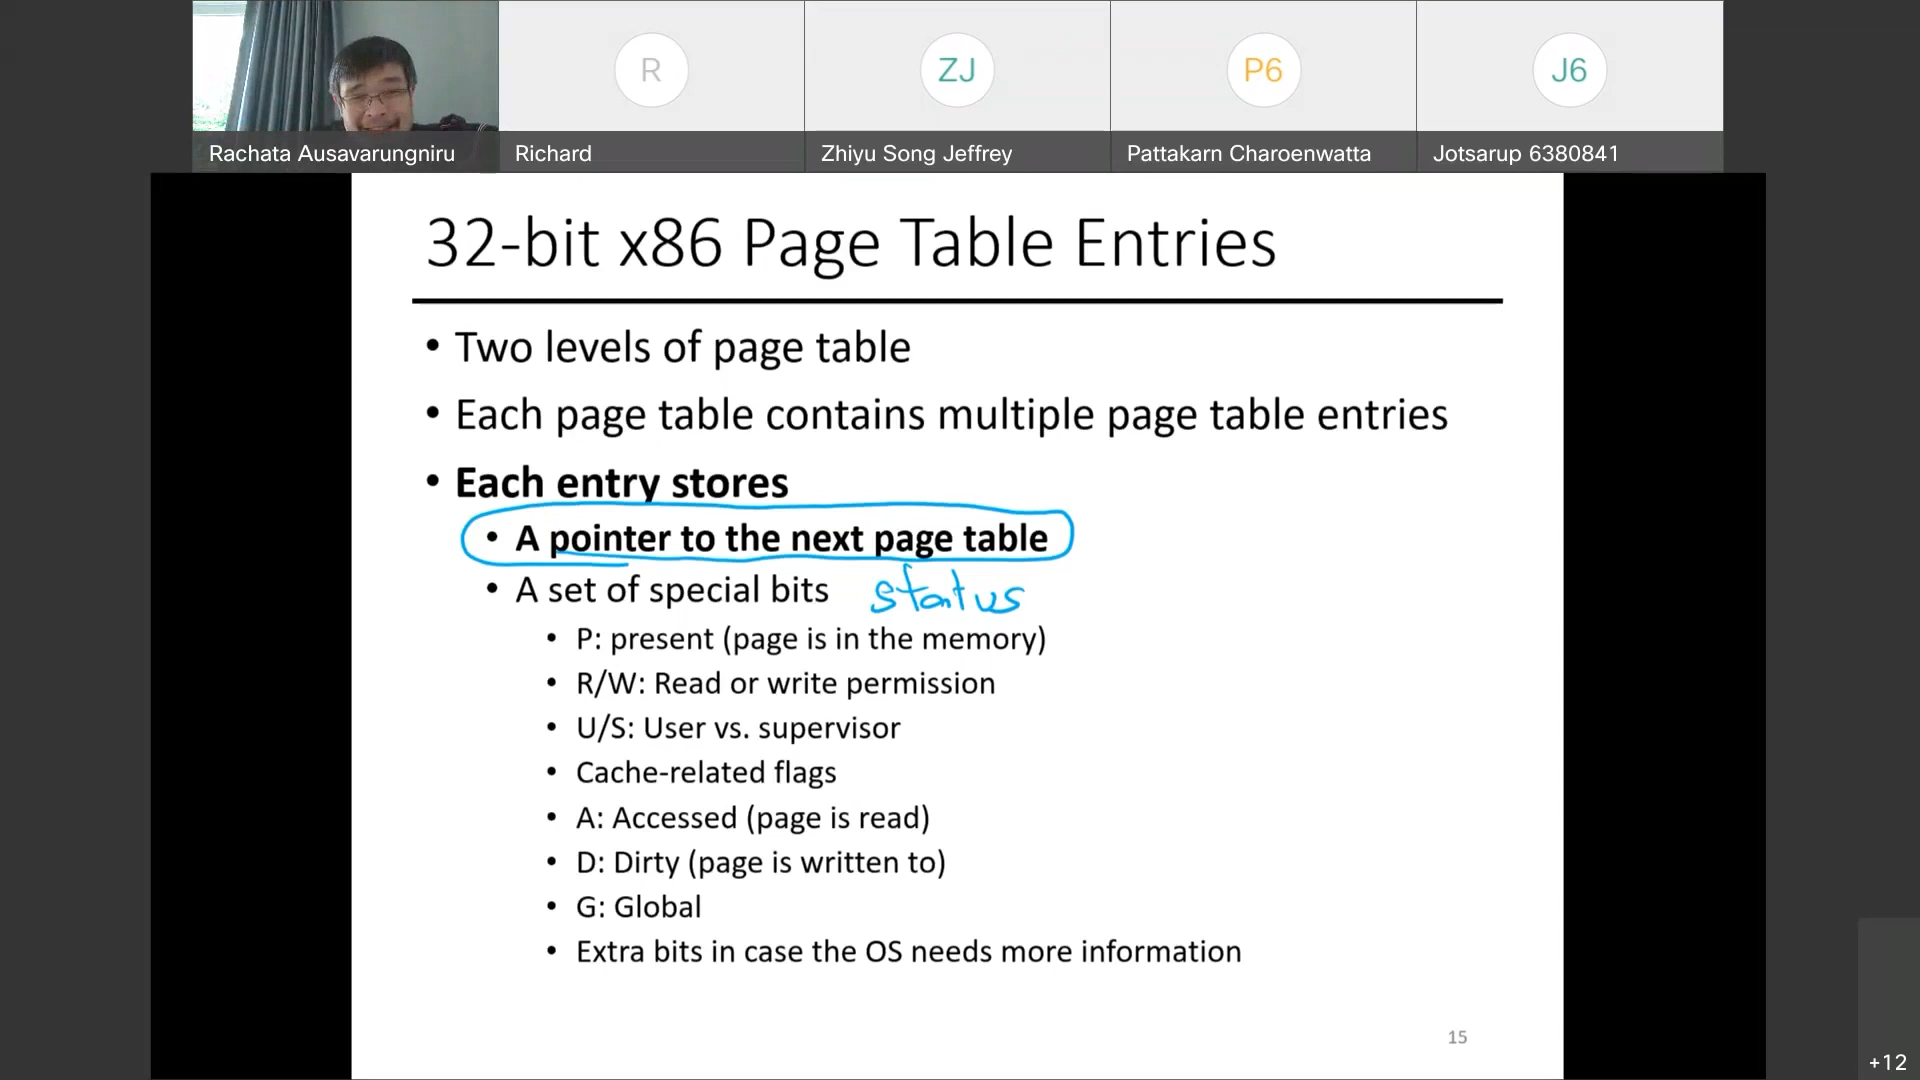 R
ZJ
P6
J6
Rachata Ausavarungniru
Richard
Zhiyu Song Jeffrey
Pattakarn Charoenwatta
Jotsarup 6380841
32-bit x86 Page Table Entries
• Two levels of page table
• Each page table contains multiple page table entries
• Each entry stores
• A pointer to the next page table
• A set of special bits status
• P: present (page is in the memory)
• R/W: Read or write permission
• U/S: User vs. supervisor
• Cache-related flags
• A: Accessed (page is read)
• D: Dirty (page is written to)
• G: Global
• Extra bits in case the OS needs more information
15
+12